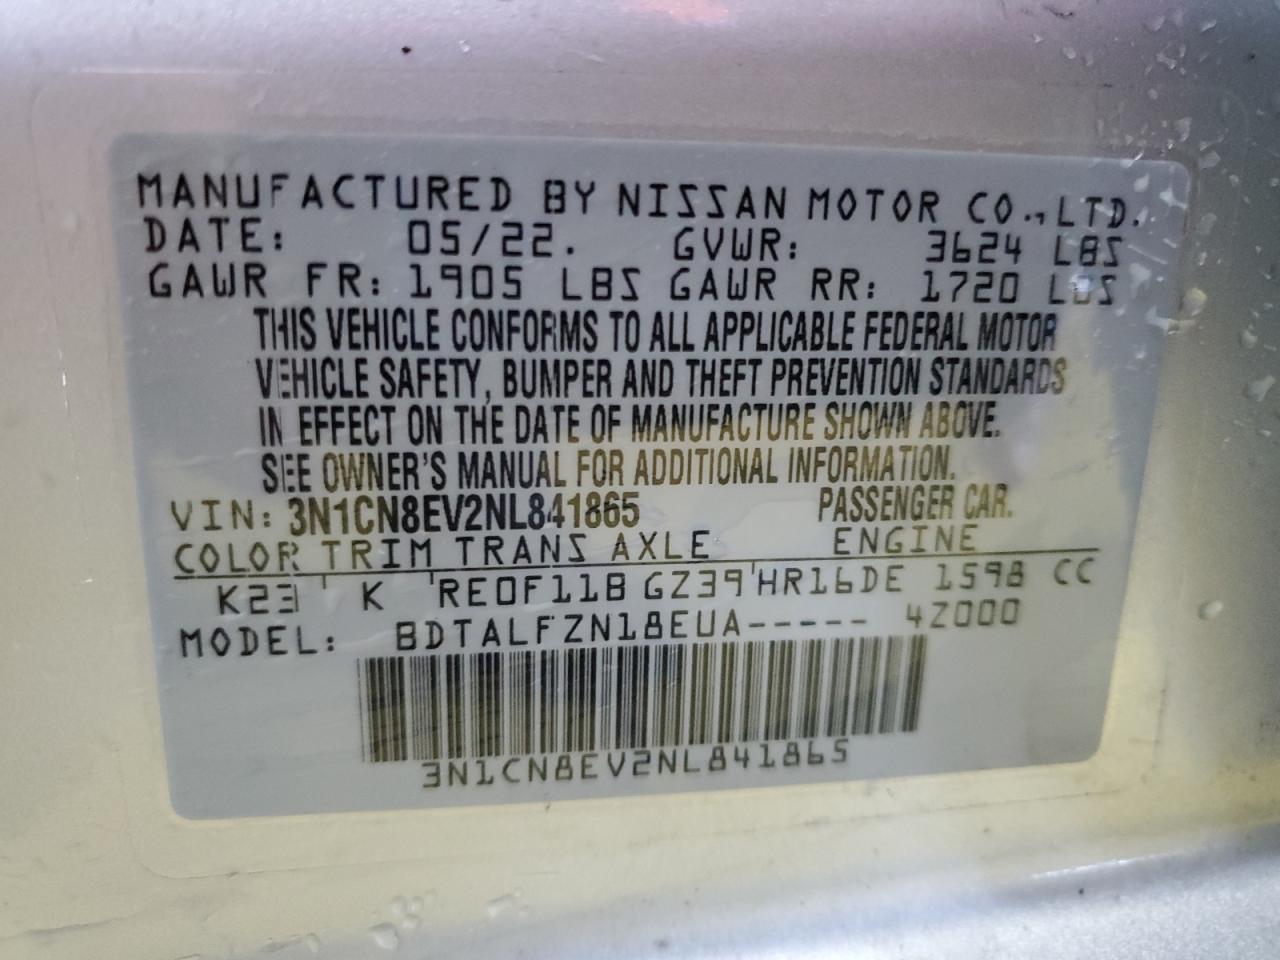 MANUFACTURED BY NISSAN MOTOR CO., LTD.
DATE: 05/22. GVWR: 3624 LBS
GAWR FR: 1905 LBS GAWR RR: 1720 LBS
THIS VEHICLE CONFORMS TO ALL APPLICABLE FEDERAL MOTOR
VEHICLE SAFETY, BUMPER AND THEFT PREVENTION STANDARDS
IN EFFECT ON THE DATE OF MANUFACTURE SHOWN ABOVE.
SEE OWNER'S MANUAL FOR ADDITIONAL INFORMATION.
VIN: 3N1CN8EV2NL841865 PASSENGER CAR.
COLOR TRIM TRANS AXLE ENGINE
K23 K RE0F11B GZ39 HR16DE 1598 CC
MODEL: BDTALFZN18EUA----- 4Z000
3N1CN8EV2NL841865